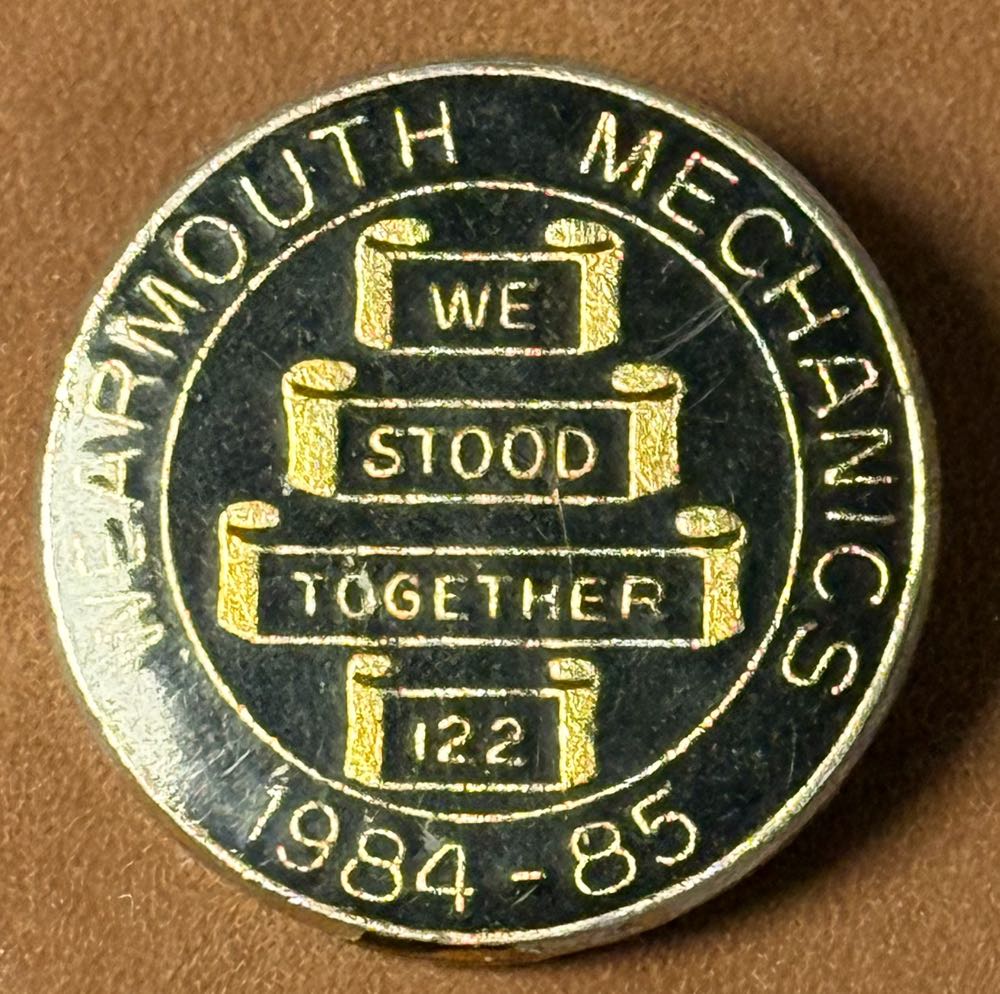 WEARMOUTH MECHANICS
WE
STOOD
TOGETHER
122
1984-85